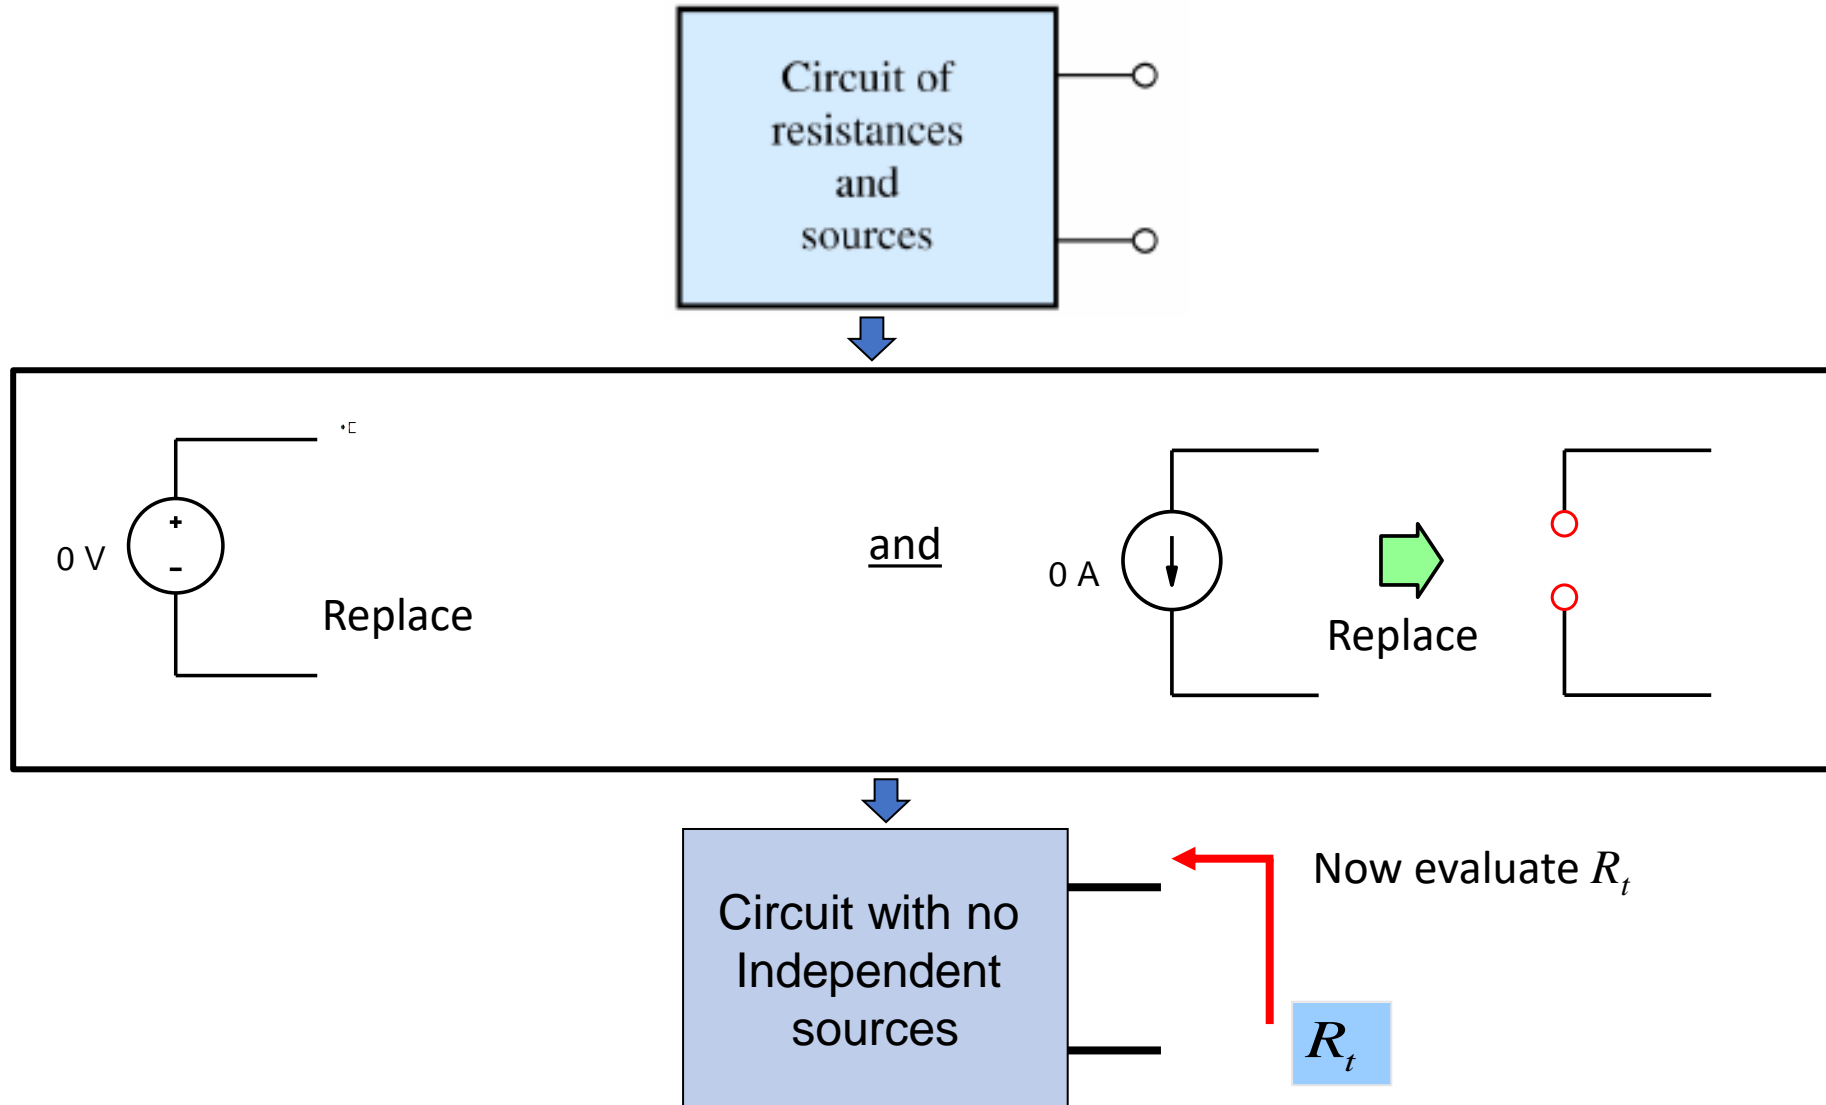 Circuit of
resistances
and
sources
0 V
+
-
Replace
and
0 A
Replace
Circuit with no
Independent
sources
Now evaluate Rt
Rt